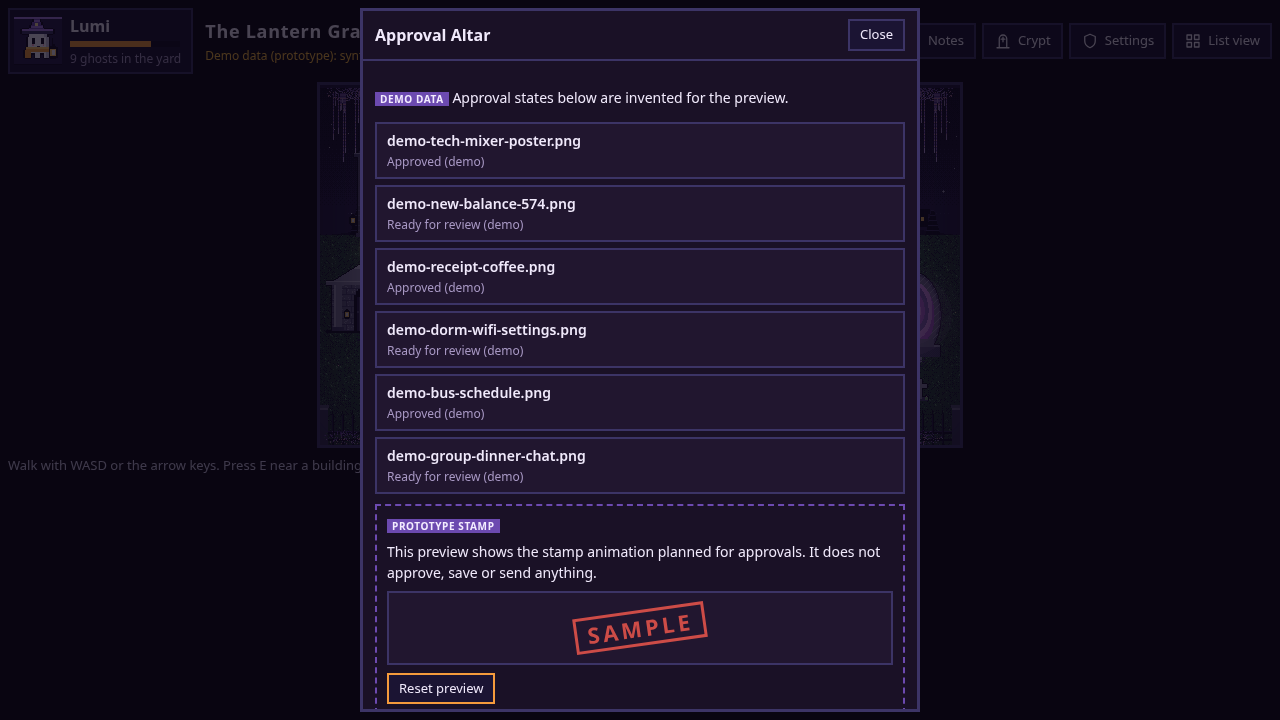 Lumi
9 ghosts in the yard
The Lantern Gra
Demo data (prototype): syn
Notes
Crypt
Settings
List view
Approval Altar
Close
DEMO DATA Approval states below are invented for the preview.
demo-tech-mixer-poster.png
Approved (demo)
demo-new-balance-574.png
Ready for review (demo)
demo-receipt-coffee.png
Approved (demo)
demo-dorm-wifi-settings.png
Ready for review (demo)
demo-bus-schedule.png
Approved (demo)
demo-group-dinner-chat.png
Ready for review (demo)
Walk with WASD or the arrow keys. Press E near a building
PROTOTYPE STAMP
This preview shows the stamp animation planned for approvals. It does not
approve, save or send anything.
SAMPLE
Reset preview